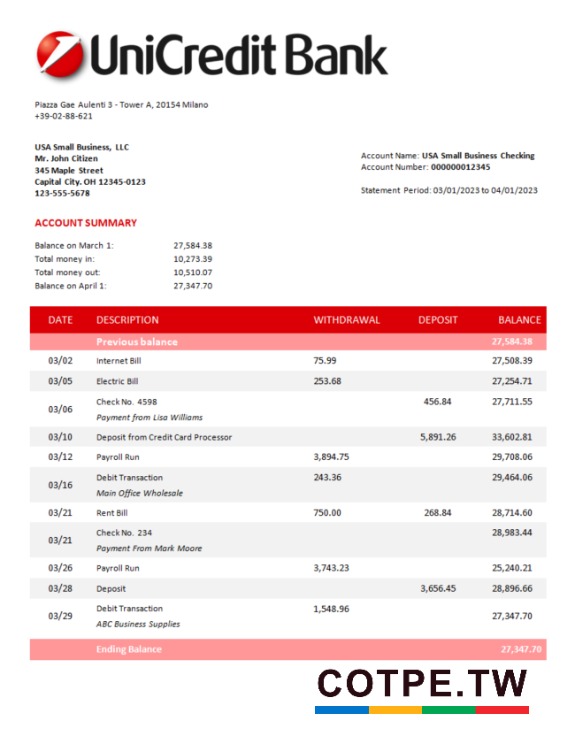 UniCredit Bank
Piazza Gae Aulenti 3 - Tower A, 20154 Milano
+39-02-88-621
USA Small Business, LLC
Mr. John Citizen
345 Maple Street
Capital City. OH 12345-0123
123-555-5678
Account Name: USA Small Business Checking
Account Number: 000000012345
Statement Period: 03/01/2023 to 04/01/2023
ACCOUNT SUMMARY
Balance on March 1: 27,584.38
Total money in: 10,273.39
Total money out: 10,510.07
Balance on April 1: 27,347.70
DATE DESCRIPTION WITHDRAWAL DEPOSIT BALANCE
Previous balance 27,584.38
03/02 Internet Bill 75.99 27,508.39
03/05 Electric Bill 253.68 27,254.71
03/06 Check No. 4598 456.84 27,711.55
Payment from Lisa Williams
03/10 Deposit from Credit Card Processor 5,891.26 33,602.81
03/12 Payroll Run 3,894.75 29,708.06
03/16 Debit Transaction 243.36 29,464.06
Main Office Wholesale
03/21 Rent Bill 750.00 268.84 28,714.60
03/21 Check No. 234 28,983.44
Payment From Mark Moore
03/26 Payroll Run 3,743.23 25,240.21
03/28 Deposit 3,656.45 28,896.66
03/29 Debit Transaction 1,548.96 27,347.70
ABC Business Supplies
Ending Balance 27,347.70
COTPE.TW